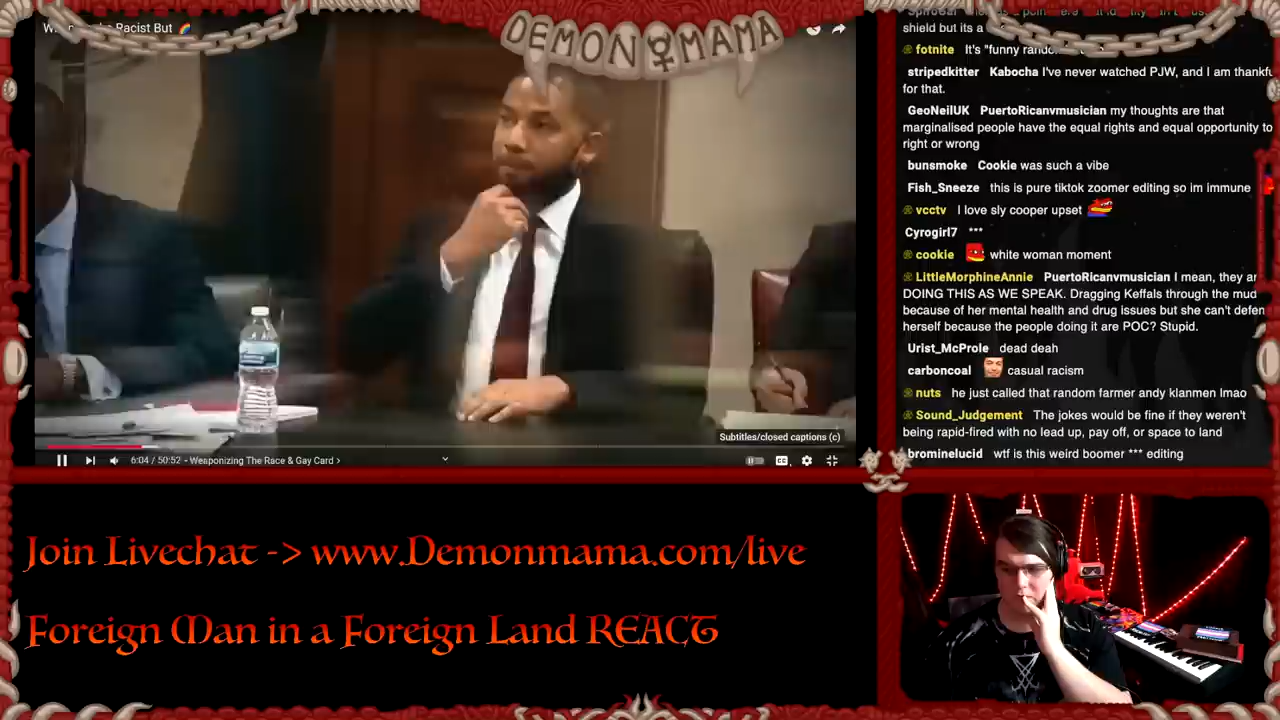 Racist But
DEMON MAMA
shield but its a
fotnite It's "funny
stripedkitter Kabocha I've never watched PJW, and I am thankfu
for that.
GeoNeilUK PuertoRicanvmusician my thoughts are that
marginalised people have the equal rights and equal opportunity to
right or wrong
bunsmoke Cookie was such a vibe
Fish_Sneeze this is pure tiktok zoomer editing so im immune
vcctv I love sly cooper upset
Cyrogirl7 ***
cookie white woman moment
LittleMorphineAnnie PuertoRicanvmusician I mean, they ar
DOING THIS AS WE SPEAK. Dragging Keffals through the mud
because of her mental health and drug issues but she can't defen
herself because the people doing it are POC? Stupid.
Urist_McProle dead deah
carboncoal casual racism
nuts he just called that random farmer andy klanmen lmao
Sound_Judgement The jokes would be fine if they weren't
being rapid-fired with no lead up, pay off, or space to land
brominelucid wtf is this weird boomer *** editing
Subtitles/closed captions (c)
6:04 / 50:52 - Weaponizing The Race & Gay Card >
Join Livechat -> www.Demonmama.com/live
Foreign Man in a Foreign Land REACT